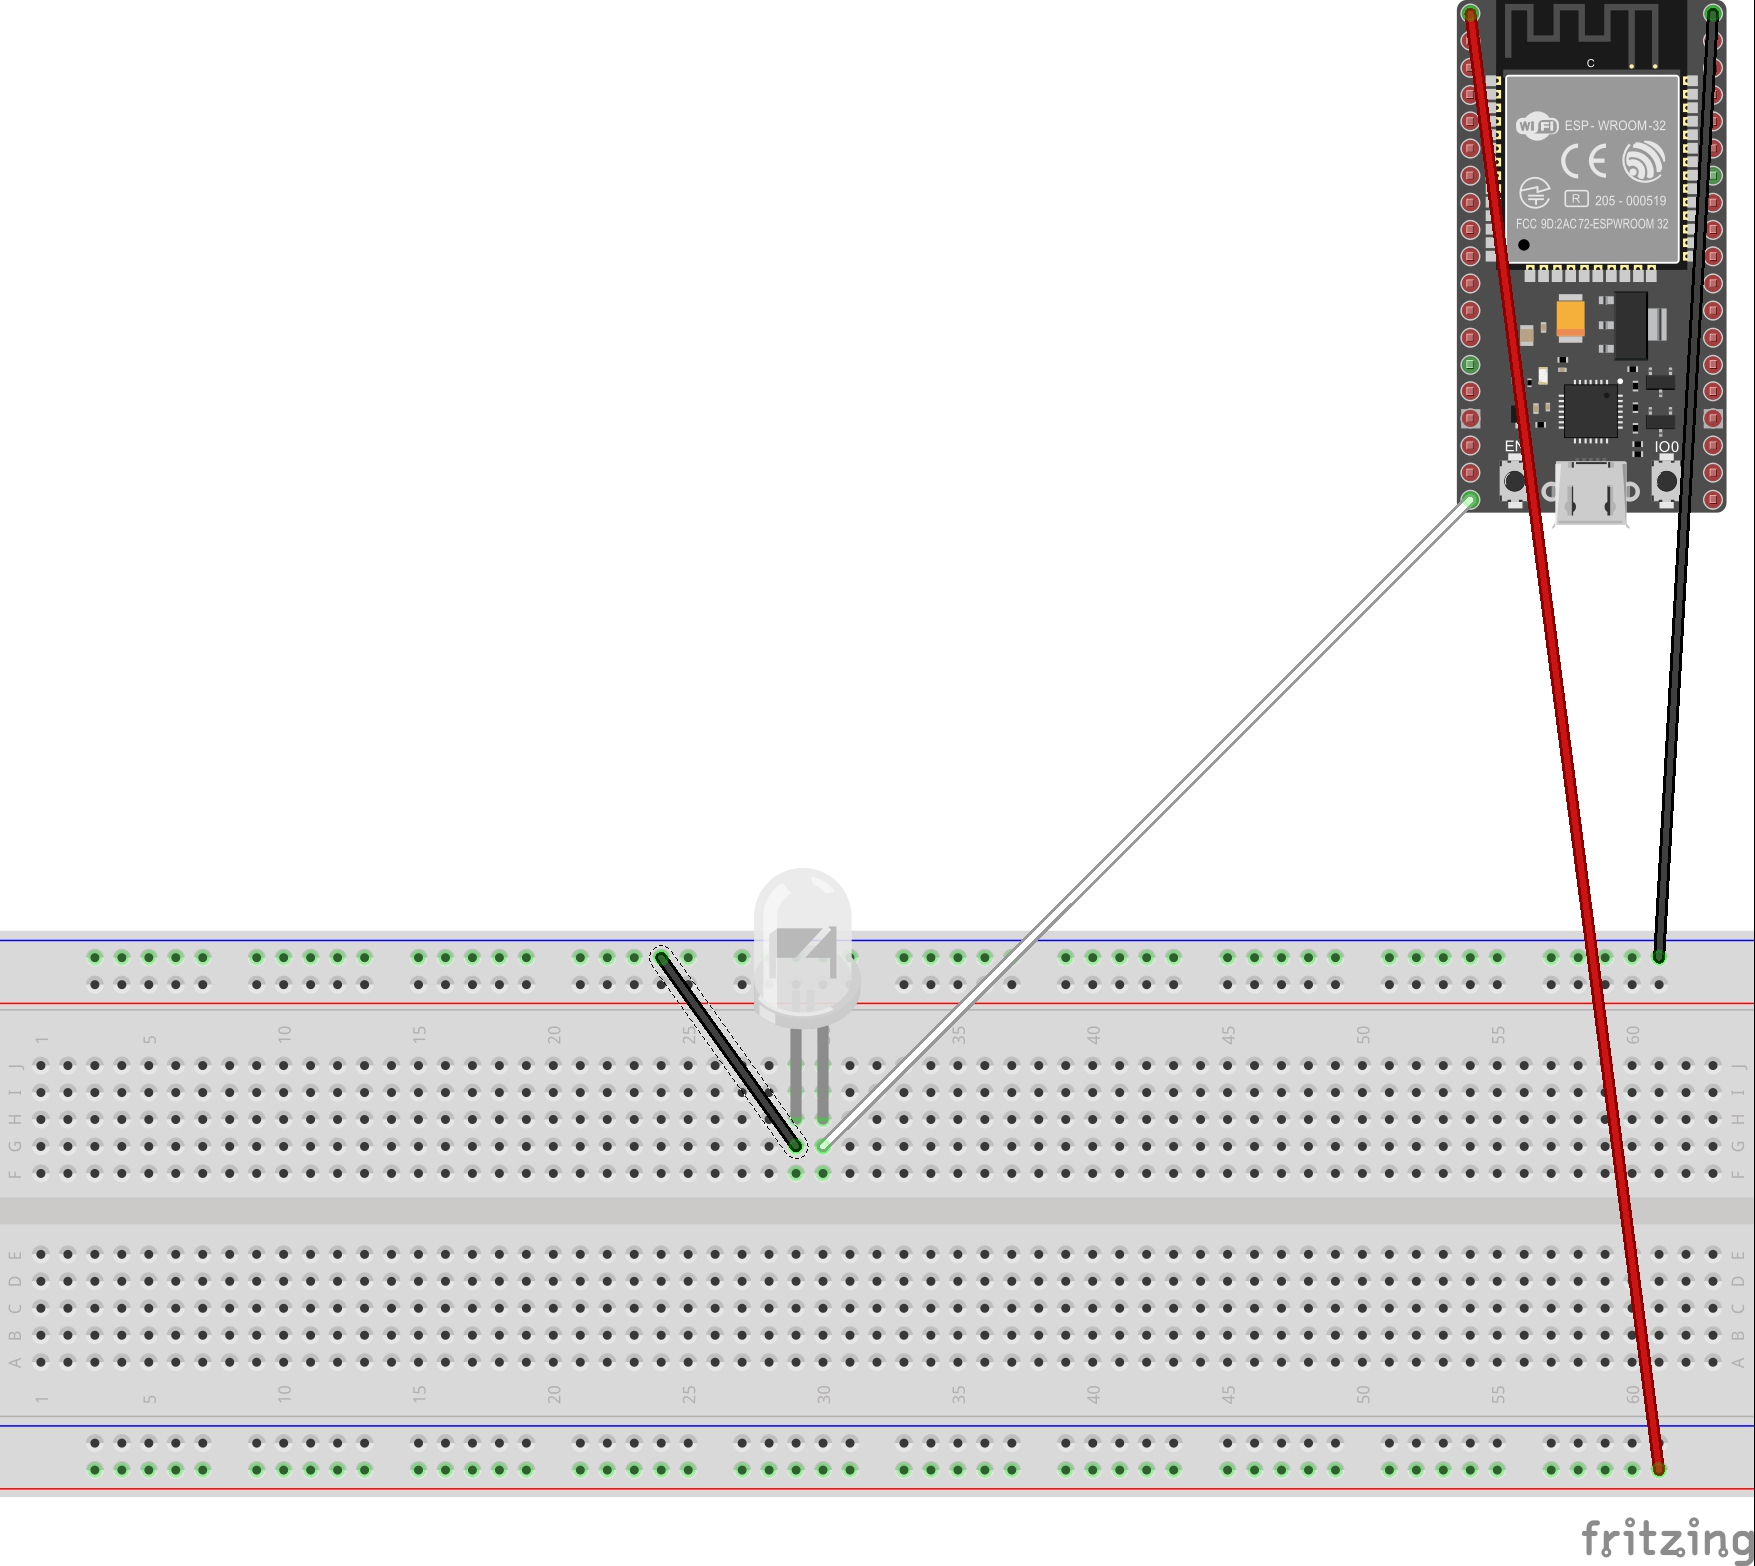 C
WiFi ESP-WROOM-32
CE
R 205-000519
FCC 9D:2AC72-ESPWROOM 32
IO0
1 5 10 15 20 25 35 40 45 50 55 60
J J
I I
H H
G G
F F
E E
D D
C C
B B
A A
1 5 10 15 20 25 30 35 40 45 50 55 60
fritzing